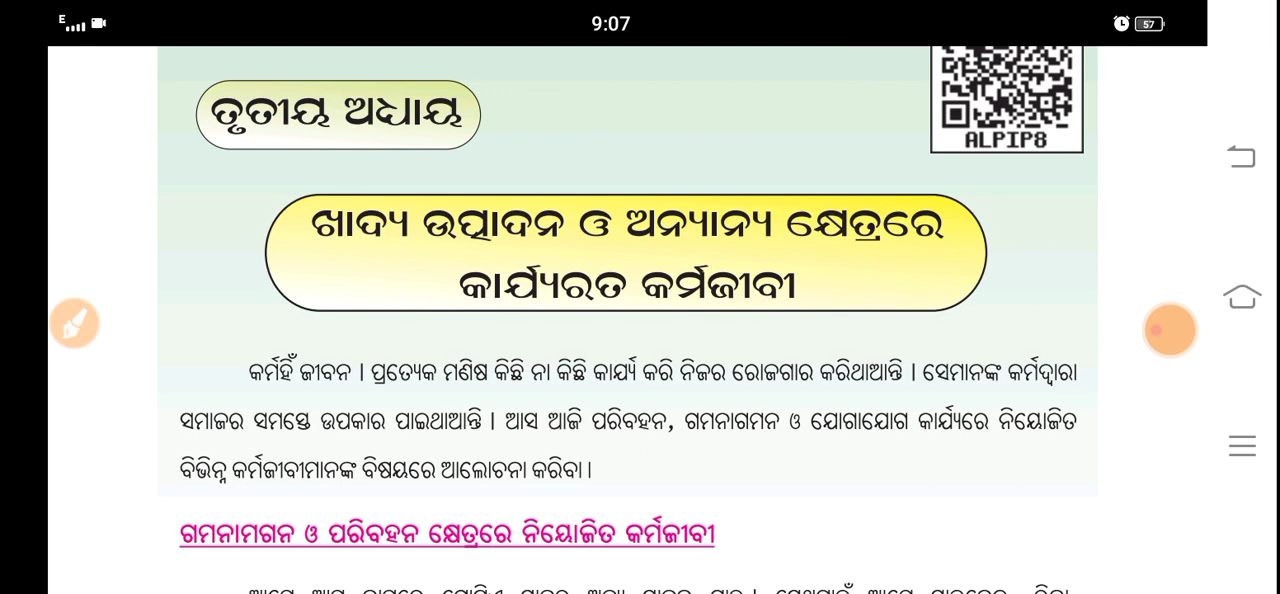 E
9:07
57
ତୃତୀୟ ଅଧ୍ୟାୟ
ALPIP8
ଖାଦ୍ୟ ଉତ୍ପାଦନ ଓ ଅନ୍ୟାନ୍ୟ କ୍ଷେତ୍ରରେ
କାର୍ଯ୍ୟରତ କର୍ମଜୀବୀ
କର୍ମହିଁ ଜୀବନ । ପ୍ରତ୍ୟେକ ମଣିଷ କିଛି ନା କିଛି କାର୍ଯ୍ୟ କରି ନିଜର ରୋଜଗାର କରିଥାଆନ୍ତି । ସେମାନଙ୍କ କର୍ମଦ୍ୱାରା
ସମାଜର ସମସ୍ତେ ଉପକାର ପାଇଥାଆନ୍ତି । ଆସ ଆଜି ପରିବହନ, ଗମନାଗମନ ଓ ଯୋଗାଯୋଗ କାର୍ଯ୍ୟରେ ନିୟୋଜିତ
ବିଭିନ୍ନ କର୍ମଜୀବୀମାନଙ୍କ ବିଷୟରେ ଆଲୋଚନା କରିବା ।
ଗମନାମଗନ ଓ ପରିବହନ କ୍ଷେତ୍ରରେ ନିୟୋଜିତ କର୍ମଜୀବୀ